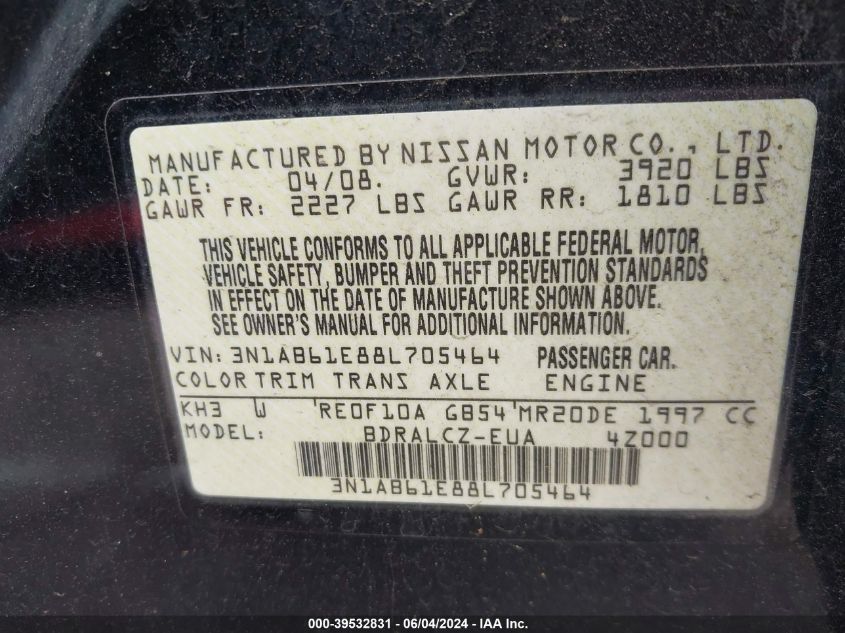 MANUFACTURED BY NISSAN MOTOR CO., LTD.
DATE: 04/08. GVWR: 3920 LBS
GAWR FR: 2227 LBS GAWR RR: 1810 LBS
THIS VEHICLE CONFORMS TO ALL APPLICABLE FEDERAL MOTOR,
VEHICLE SAFETY, BUMPER AND THEFT PREVENTION STANDARDS
IN EFFECT ON THE DATE OF MANUFACTURE SHOWN ABOVE.
SEE OWNER'S MANUAL FOR ADDITIONAL INFORMATION.
VIN: 3N1AB61E88L705464 PASSENGER CAR.
COLOR TRIM TRANS AXLE ENGINE
KH3 W RE0F10A GB54 MR20DE 1997 CC
MODEL: BDRALCZ-EUA 4Z000
3N1AB61E88L705464
000-39532831 - 06/04/2024 - IAA Inc.